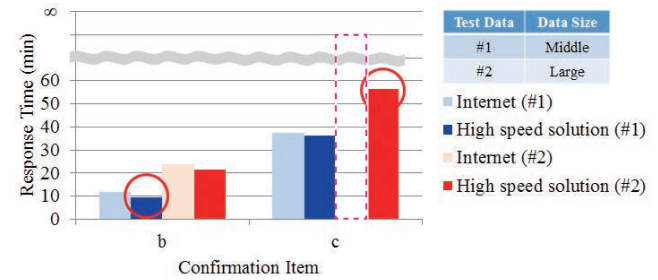 ∞
60
50
40
30
20
10
0
Response Time (min)
b
c
Confirmation Item
Test Data Data Size
#1 Middle
#2 Large
Internet (#1)
High speed solution (#1)
Internet (#2)
High speed solution (#2)